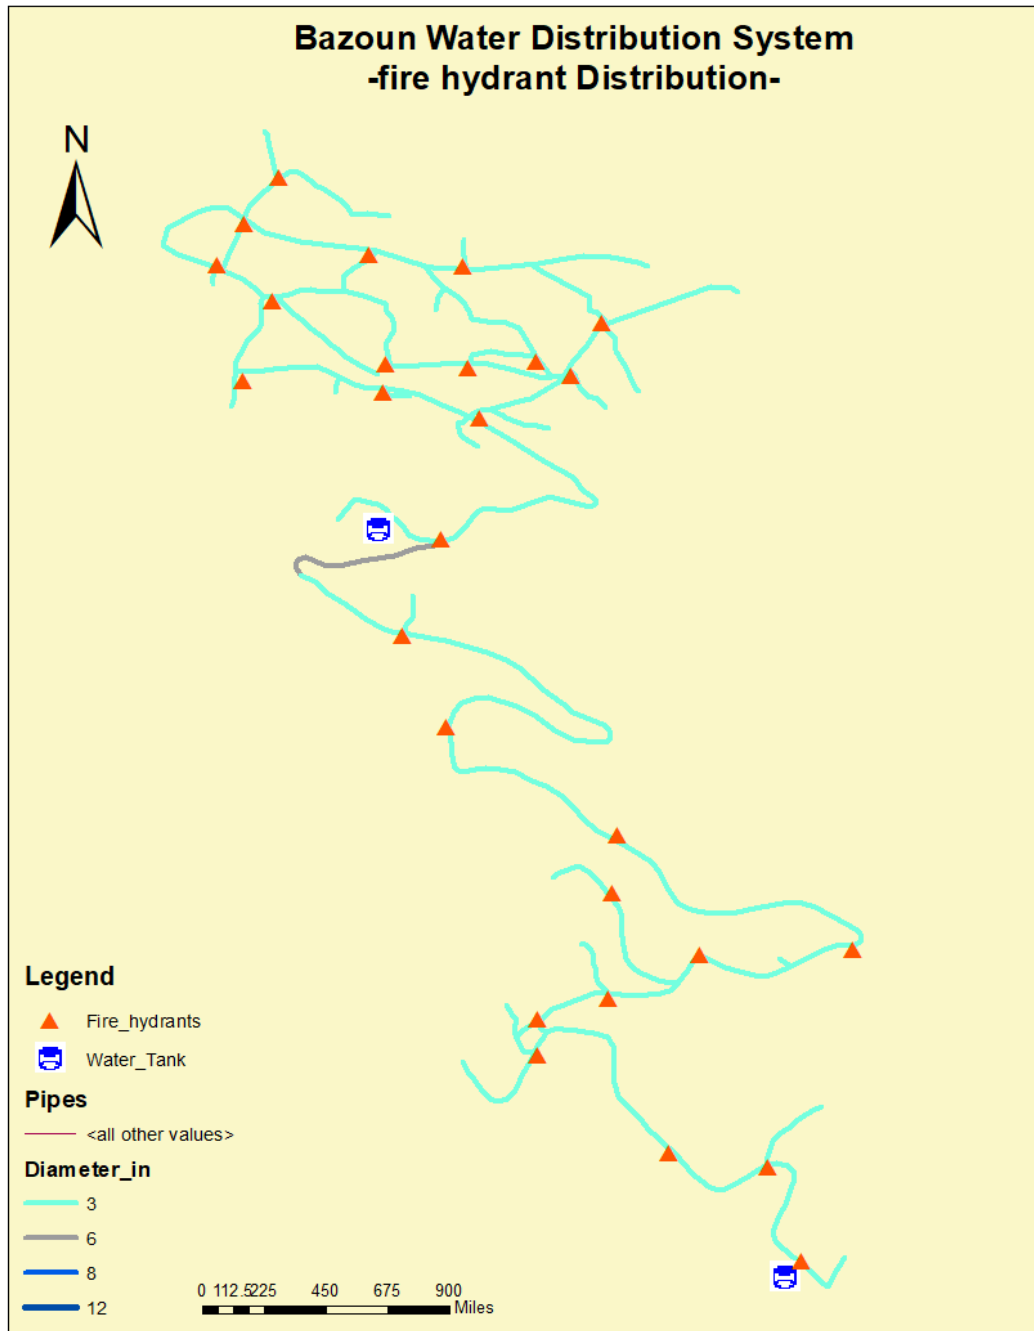 Bazoun Water Distribution System
-fire hydrant Distribution-
N
Legend
Fire_hydrants
Water_Tank
Pipes
<all other values>
Diameter_in
3
6
8
12
0 112.5225 450 675 900
Miles